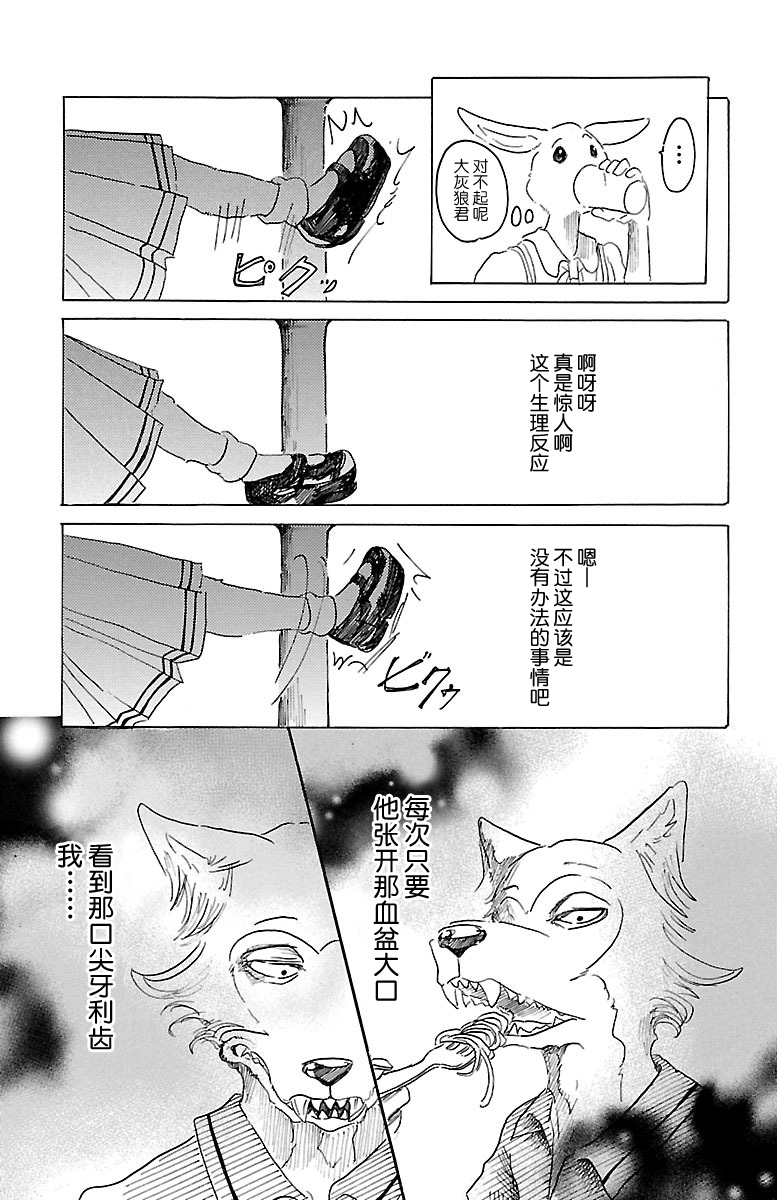 …
对不起呢
大灰狼君
ピクッ
啊呀呀
真是惊人啊
这个生理反应
嗯—
不过这应该是
没有办法的事情吧
ビクゥ
每次只要
他张开那血盆大口
看到那口尖牙利齿
我……